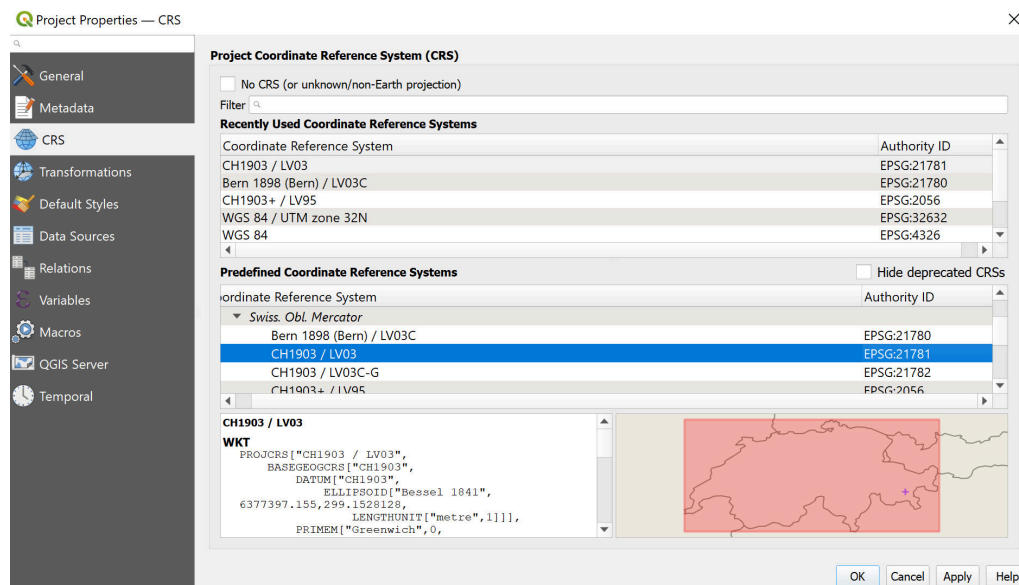 Project Properties — CRS
General
Metadata
CRS
Transformations
Default Styles
Data Sources
Relations
Variables
Macros
QGIS Server
Temporal
Project Coordinate Reference System (CRS)
No CRS (or unknown/non-Earth projection)
Filter
Recently Used Coordinate Reference Systems
Coordinate Reference System Authority ID
CH1903 / LV03 EPSG:21781
Bern 1898 (Bern) / LV03C EPSG:21780
CH1903+ / LV95 EPSG:2056
WGS 84 / UTM zone 32N EPSG:32632
WGS 84 EPSG:4326
Predefined Coordinate Reference Systems Hide deprecated CRSs
oordinate Reference System Authority ID
Swiss. Obl. Mercator
Bern 1898 (Bern) / LV03C EPSG:21780
CH1903 / LV03 EPSG:21781
CH1903 / LV03C-G EPSG:21782
CH1903+ / LV95 EPSG:2056
CH1903 / LV03
WKT
PROJCRS["CH1903 / LV03",
BASEGEOGCRS["CH1903",
DATUM["CH1903",
ELLIPSOID["Bessel 1841",
6377397.155,299.1528128,
LENGTHUNIT["metre",1]]],
PRIMEM["Greenwich",0,
OK Cancel Apply Help